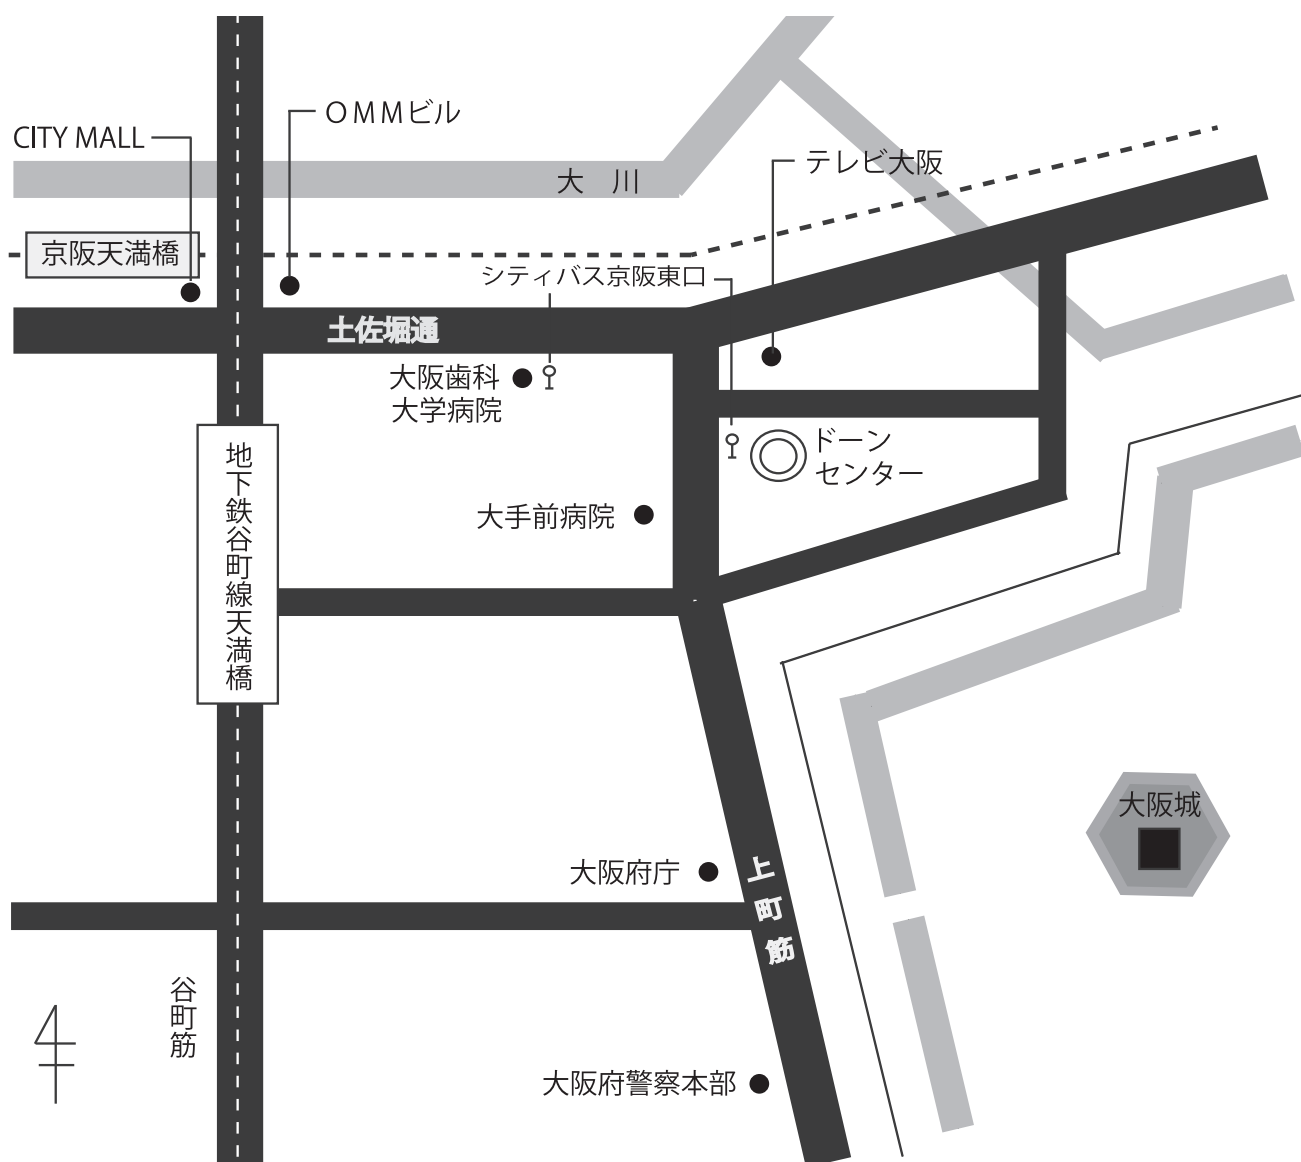 OMMビル
CITY MALL
テレビ大阪
大　川
京阪天満橋
シティバス京阪東口
土佐堀通
大阪歯科
大学病院
ドーン
センター
地下鉄谷町線天満橋
大手前病院
大阪城
大阪府庁
上町筋
谷町筋
大阪府警察本部